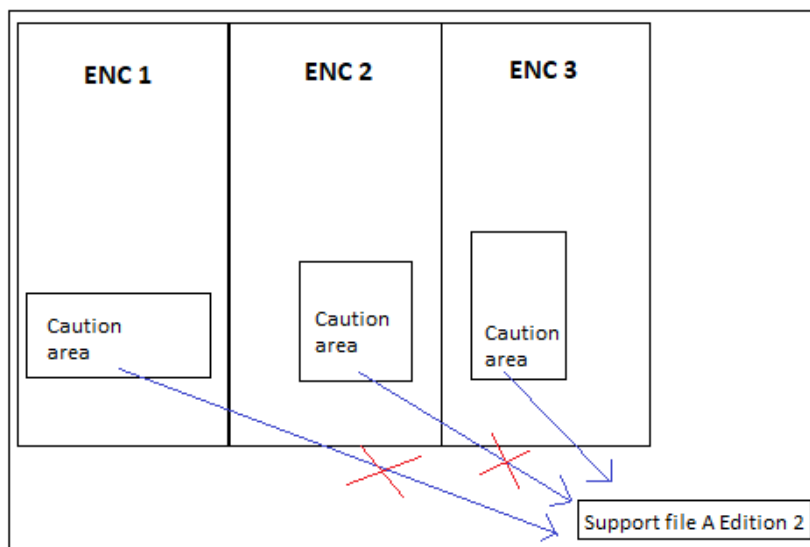 ENC 1
ENC 2
ENC 3
Caution
area
Caution
area
Caution
area
Support file A Edition 2